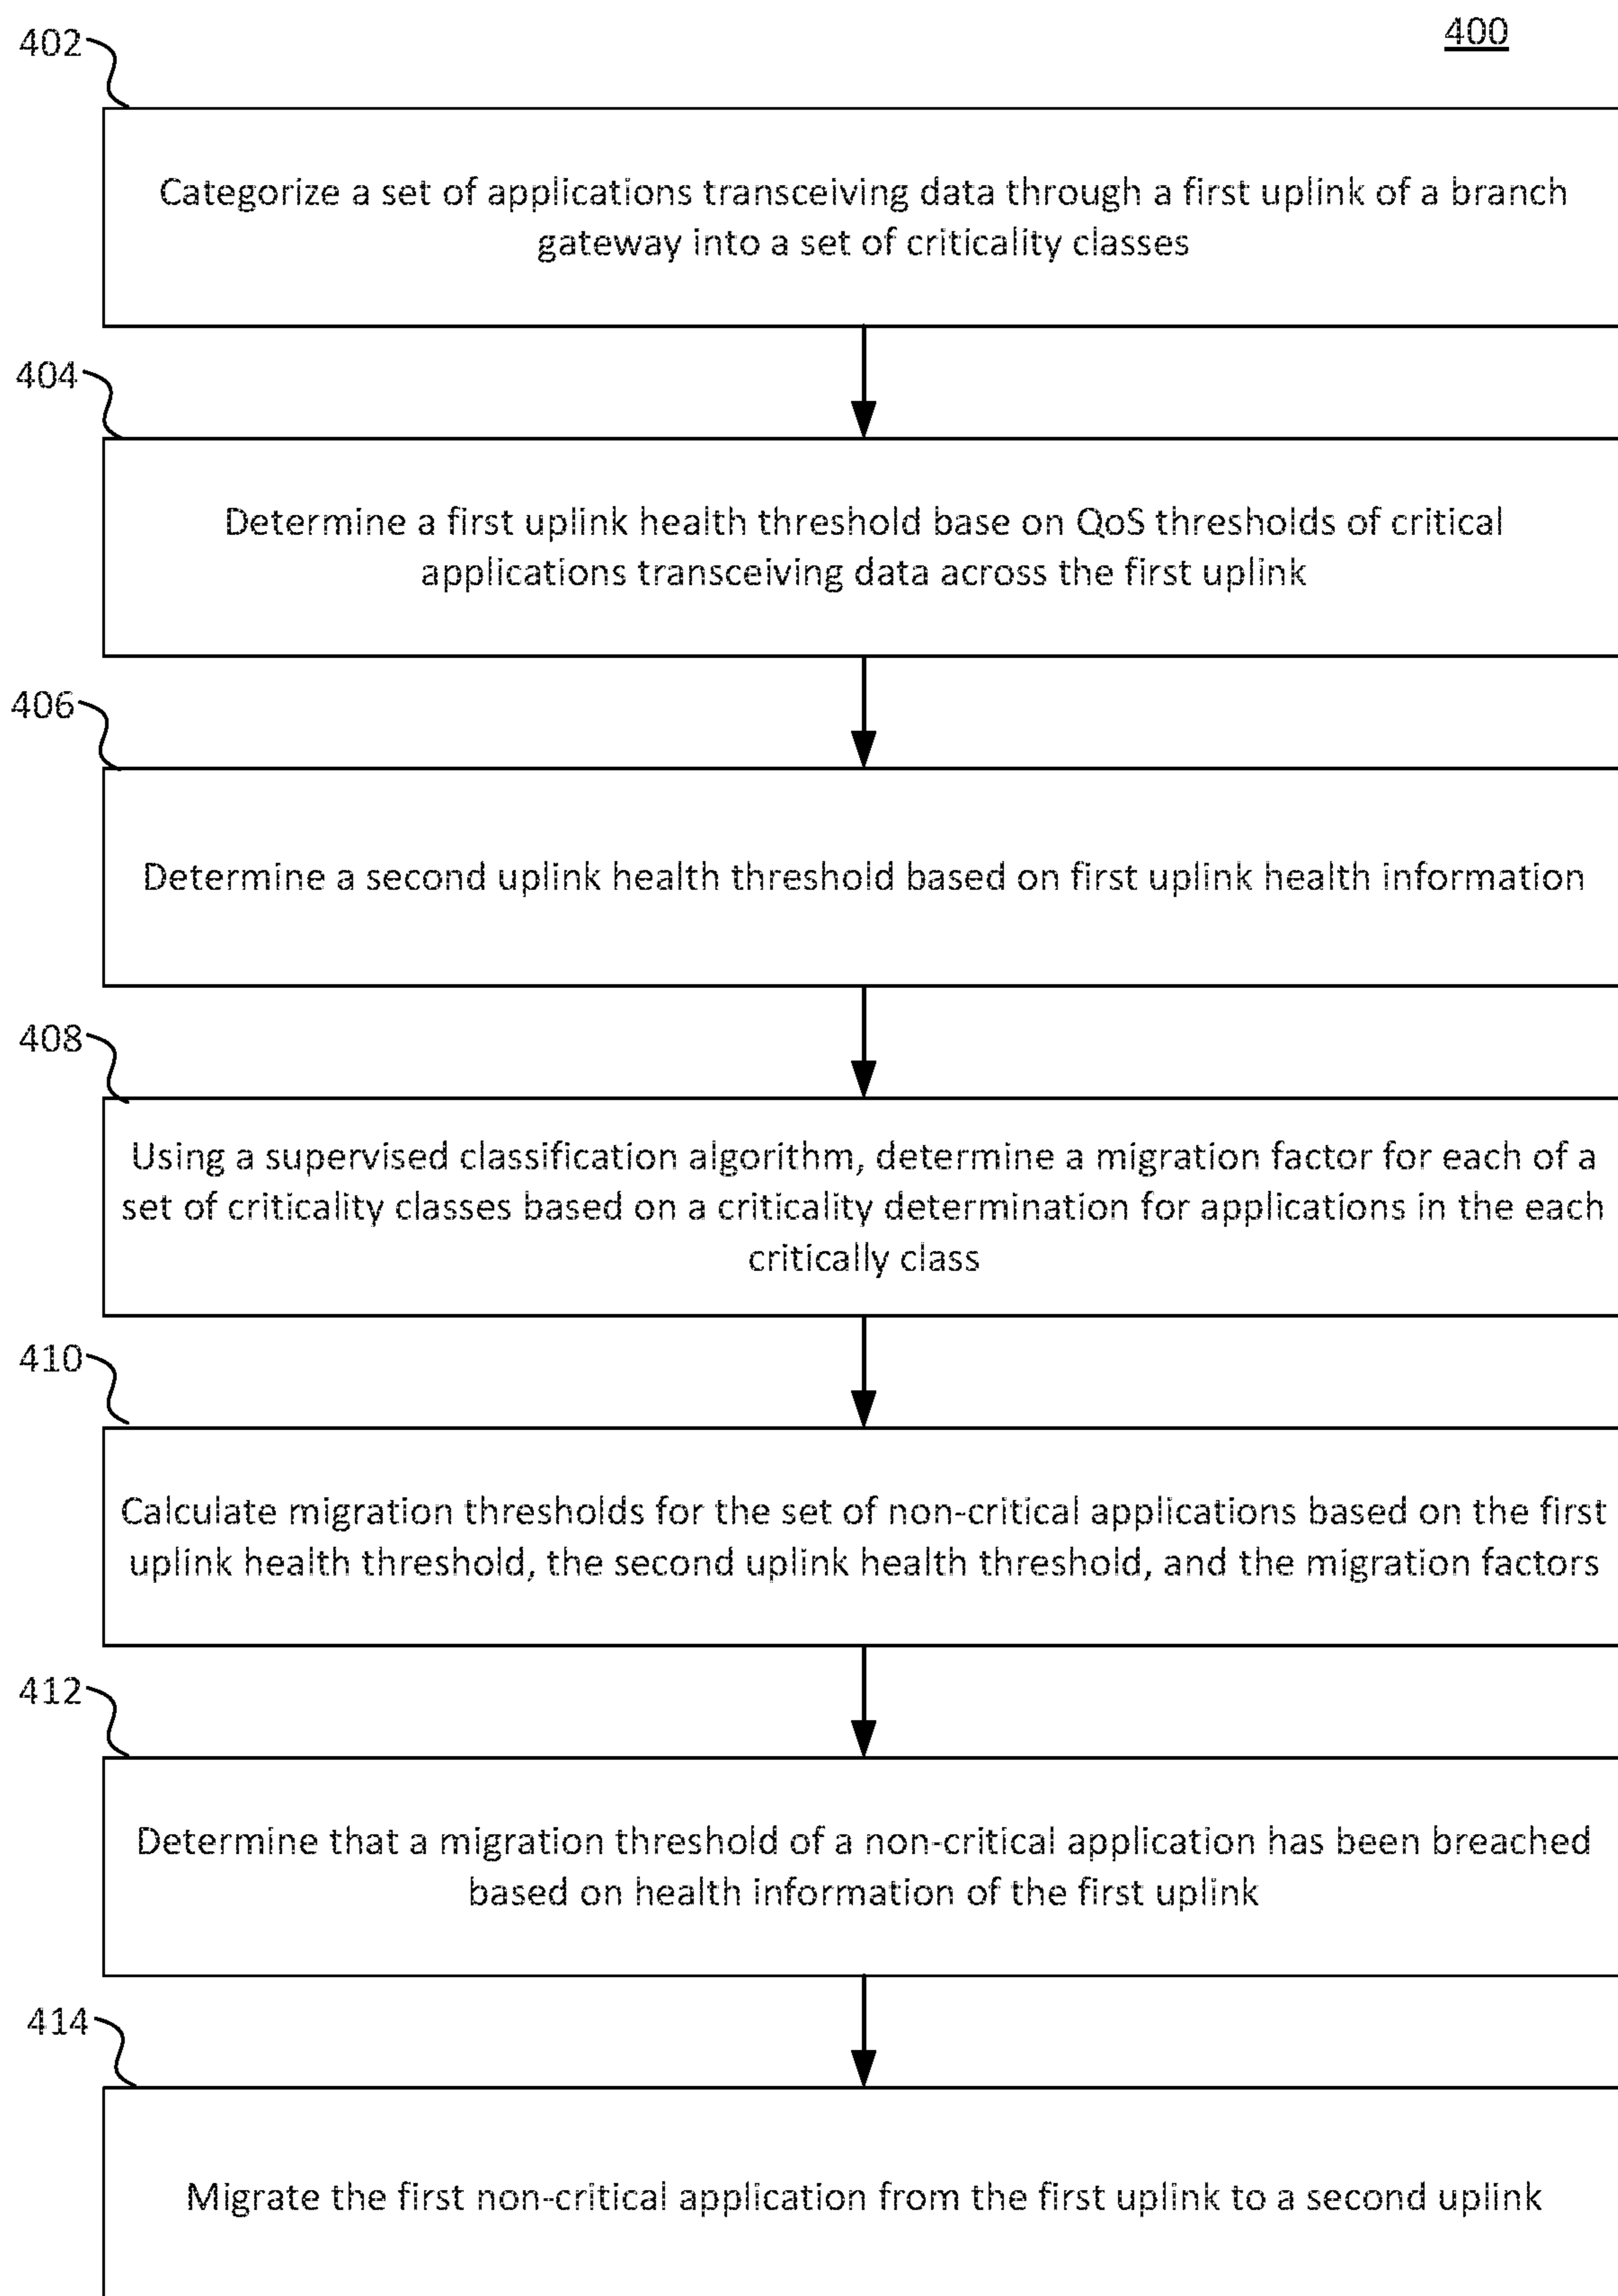 400
402
Categorize a set of applications transceiving data through a first uplink of a branch
gateway into a set of criticality classes
404
Determine a first uplink health threshold base on QoS thresholds of critical
applications transceiving data across the first uplink
406
Determine a second uplink health threshold based on first uplink health information
408
Using a supervised classification algorithm, determine a migration factor for each of a
set of criticality classes based on a criticality determination for applications in the each
critically class
410
Calculate migration thresholds for the set of non-critical applications based on the first
uplink health threshold, the second uplink health threshold, and the migration factors
412
Determine that a migration threshold of a non-critical application has been breached
based on health information of the first uplink
414
Migrate the first non-critical application from the first uplink to a second uplink